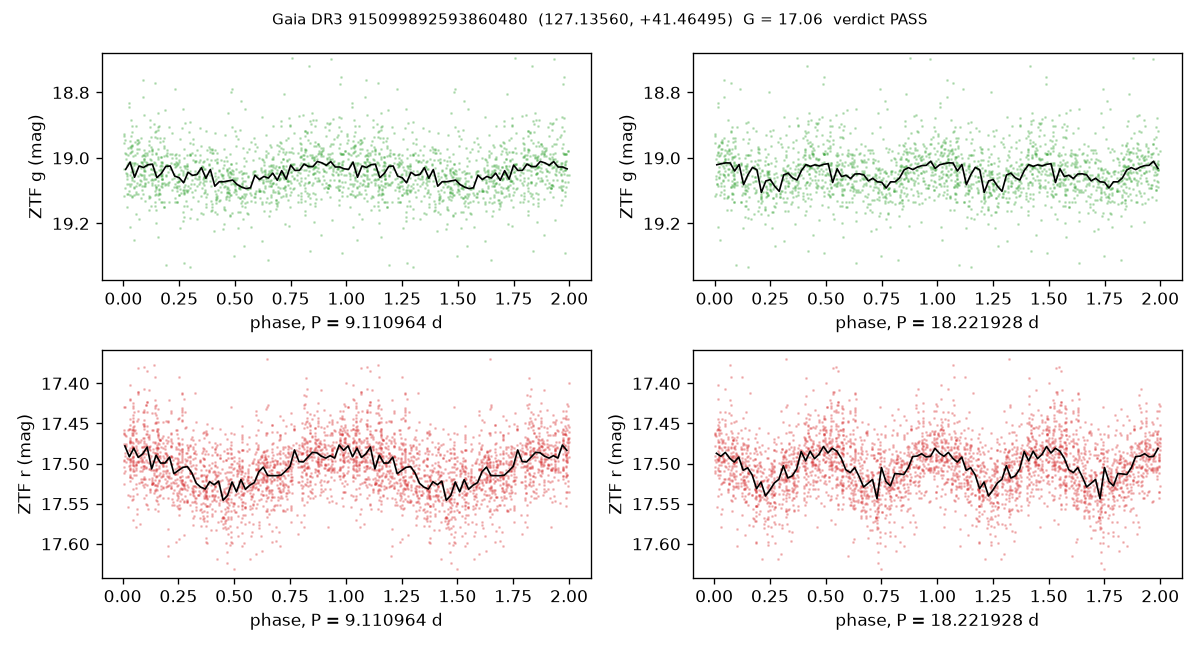 Gaia DR3 915099892593860480  (127.13560, +41.46495)  G = 17.06  verdict PASS
ZTF g (mag)
18.8
19.0
19.2
0.00 0.25 0.50 0.75 1.00 1.25 1.50 1.75 2.00
phase, P = 9.110964 d
ZTF g (mag)
18.8
19.0
19.2
0.00 0.25 0.50 0.75 1.00 1.25 1.50 1.75 2.00
phase, P = 18.221928 d
ZTF r (mag)
17.40
17.45
17.50
17.55
17.60
0.00 0.25 0.50 0.75 1.00 1.25 1.50 1.75 2.00
phase, P = 9.110964 d
ZTF r (mag)
17.40
17.45
17.50
17.55
17.60
0.00 0.25 0.50 0.75 1.00 1.25 1.50 1.75 2.00
phase, P = 18.221928 d